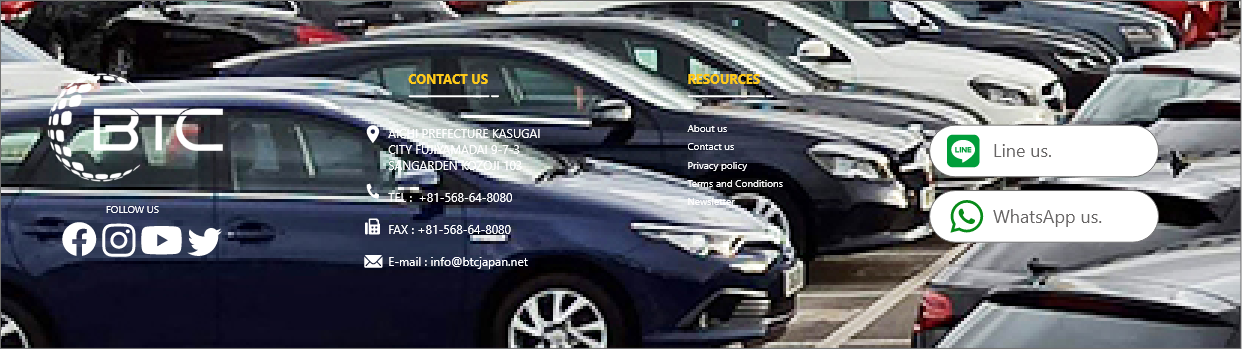 BTC
FOLLOW US
CONTACT US
AICHI PREFECTURE KASUGAI
CITY FUJIYAMADAI 9-7-3
SANGARDEN KOZOJI 103
TEL : +81-568-64-8080
FAX : +81-568-64-8080
E-mail : info@btcjapan.net
RESOURCES
About us
Contact us
Privacy policy
Terms and Conditions
Newsletter
LINE
Line us.
WhatsApp us.